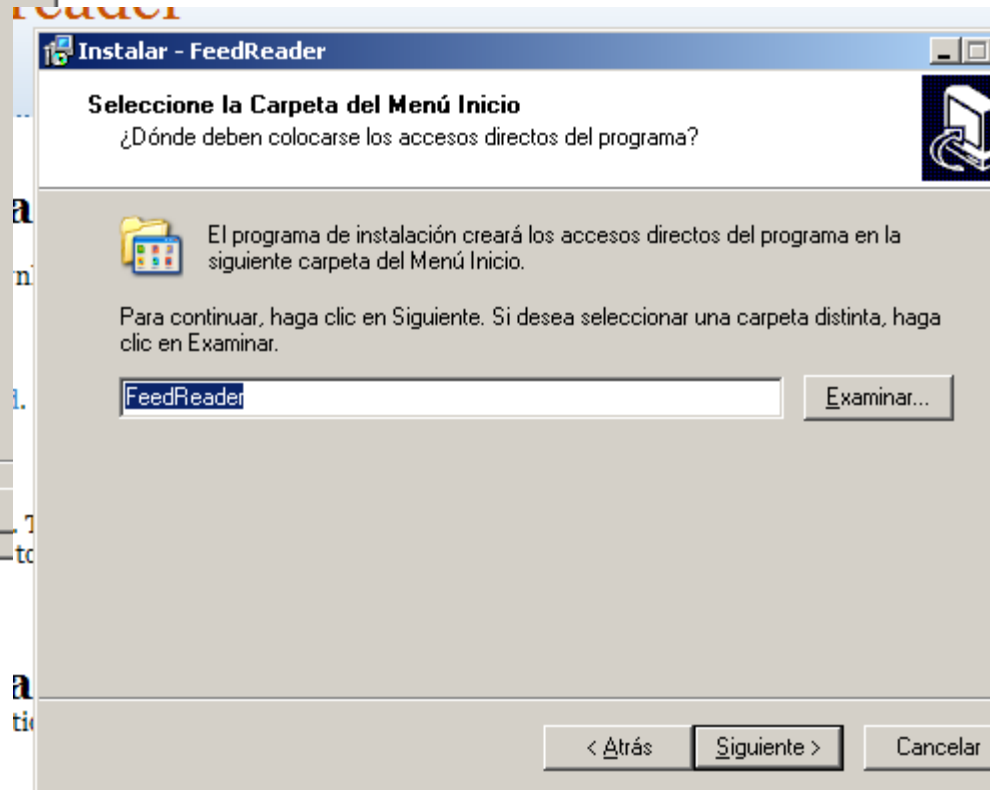 reader
Instalar - FeedReader
Seleccione la Carpeta del Menú Inicio
¿Dónde deben colocarse los accesos directos del programa?
El programa de instalación creará los accesos directos del programa en la
siguiente carpeta del Menú Inicio.
Para continuar, haga clic en Siguiente. Si desea seleccionar una carpeta distinta, haga
clic en Examinar.
FeedReader
Examinar...
< Atrás
Siguiente >
Cancelar